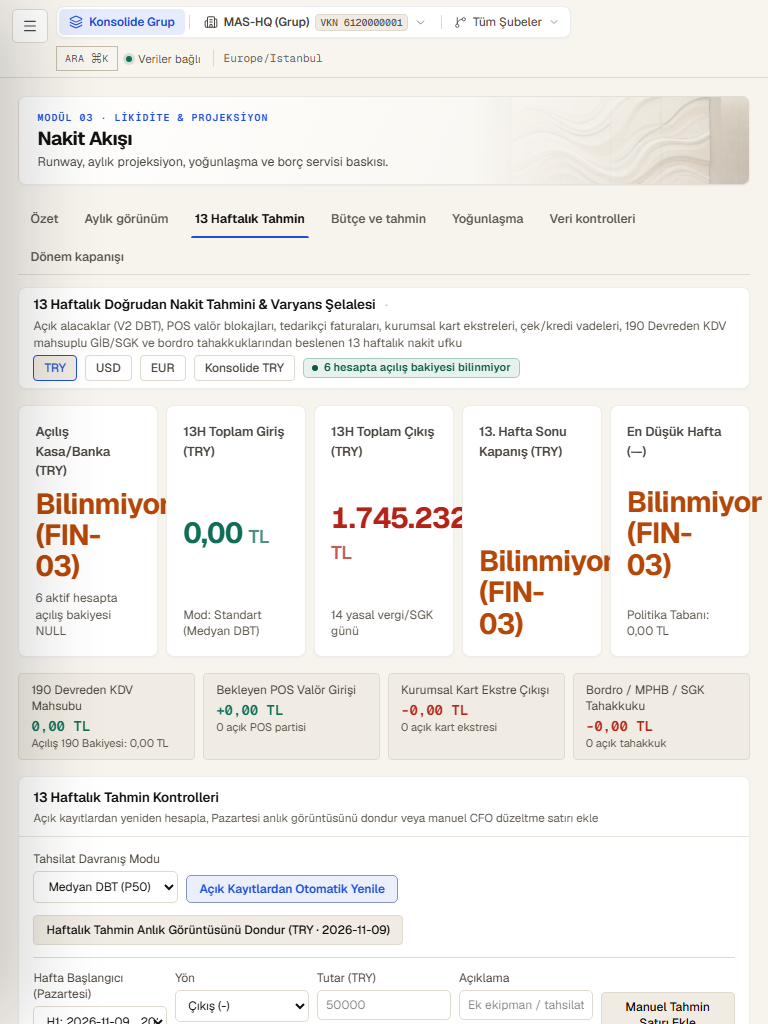 Konsolide Grup
MAS-HQ (Grup) VKN 6120000001
Tüm Şubeler
ARA ⌘K
Veriler bağlı
Europe/Istanbul
MODÜL 03 · LİKİDİTE & PROJEKSİYON
Nakit Akışı
Runway, aylık projeksiyon, yoğunlaşma ve borç servisi baskısı.
Özet
Aylık görünüm
13 Haftalık Tahmin
Bütçe ve tahmin
Yoğunlaşma
Veri kontrolleri
Dönem kapanışı
13 Haftalık Doğrudan Nakit Tahmini & Varyans Şelalesi ·
Açık alacaklar (V2 DBT), POS valör blokajları, tedarikçi faturaları, kurumsal kart ekstreleri, çek/kredi vadeleri, 190 Devreden KDV
mahsuplu GİB/SGK ve bordro tahakkuklarından beslenen 13 haftalık nakit ufku
TRY
USD
EUR
Konsolide TRY
6 hesapta açılış bakiyesi bilinmiyor
Açılış
Kasa/Banka
(TRY)
Bilinmiyor
(FIN-
03)
6 aktif hesapta
açılış bakiyesi
NULL
13H Toplam Giriş
(TRY)
0,00 TL
Mod: Standart
(Medyan DBT)
13H Toplam Çıkış
(TRY)
1.745.232
TL
14 yasal vergi/SGK
günü
13. Hafta Sonu
Kapanış (TRY)
Bilinmiyor
(FIN-
03)
En Düşük Hafta
(—)
Bilinmiyor
(FIN-
03)
Politika Tabanı:
0,00 TL
190 Devreden KDV
Mahsubu
0,00 TL
Açılış 190 Bakiyesi: 0,00 TL
Bekleyen POS Valör Girişi
+0,00 TL
0 açık POS partisi
Kurumsal Kart Ekstre Çıkışı
-0,00 TL
0 açık kart ekstresi
Bordro / MPHB / SGK
Tahakkuku
-0,00 TL
0 açık tahakkuk
13 Haftalık Tahmin Kontrolleri
Açık kayıtlardan yeniden hesapla, Pazartesi anlık görüntüsünü dondur veya manuel CFO düzeltme satırı ekle
Tahsilat Davranış Modu
Medyan DBT (P50)
Açık Kayıtlardan Otomatik Yenile
Haftalık Tahmin Anlık Görüntüsünü Dondur (TRY · 2026-11-09)
Hafta Başlangıcı
(Pazartesi)
H1: 2026-11-09
Yön
Çıkış (-)
Tutar (TRY)
50000
Açıklama
Ek ekipman / tahsilat
Manuel Tahmin
Satırı Ekle